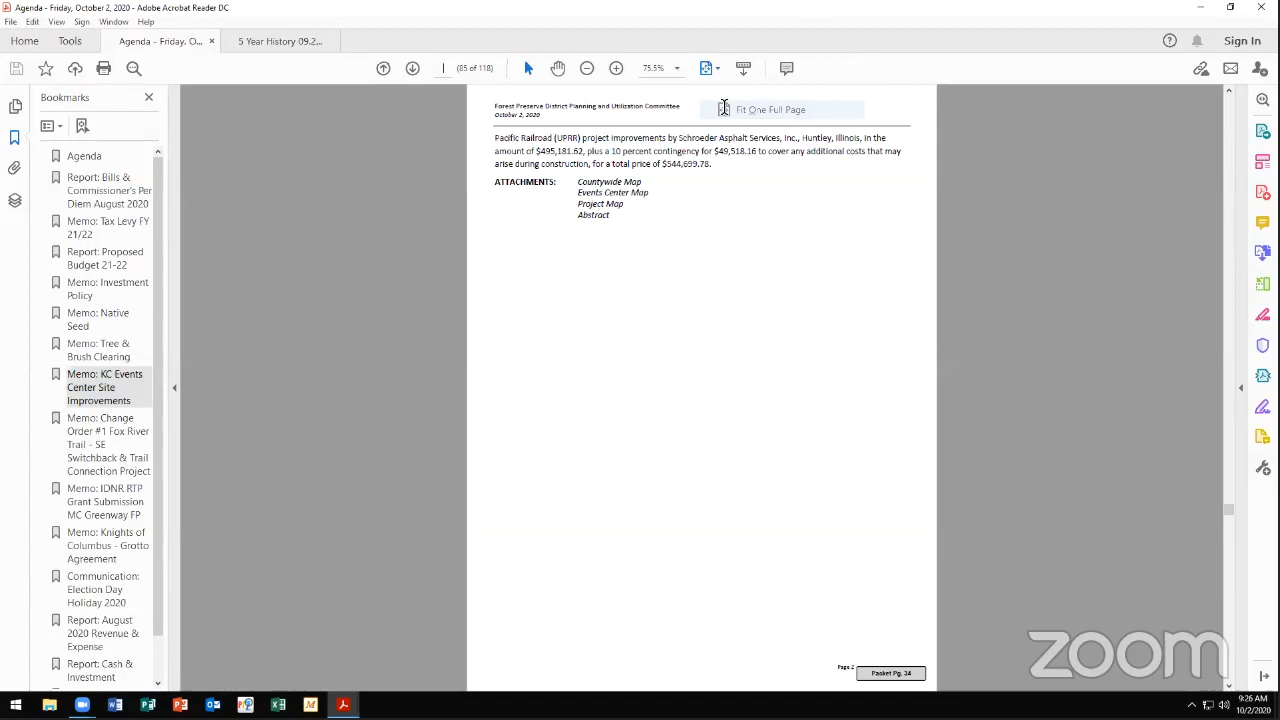 Agenda - Friday, October 2, 2020 - Adobe Acrobat Reader DC
File Edit View Sign Window Help
Home Tools Agenda - Friday, O... × 5 Year History 09.2... Sign In
(85 of 118) 75.5%
Bookmarks
Agenda
Report: Bills &
Commissioner's Per
Diem August 2020
Memo: Tax Levy FY
21/22
Report: Proposed
Budget 21-22
Memo: Investment
Policy
Memo: Native
Seed
Memo: Tree &
Brush Clearing
Memo: KC Events
Center Site
Improvements
Memo: Change
Order #1 Fox River
Trail - SE
Switchback & Trail
Connection Project
Memo: IDNR RTP
Grant Submission
MC Greenway FP
Memo: Knights of
Columbus - Grotto
Agreement
Communication:
Election Day
Holiday 2020
Report: August
2020 Revenue &
Expense
Report: Cash &
Investment
Forest Preserve District Planning and Utilization Committee
October 2, 2020
Fit One Full Page
Pacific Railroad (UPRR) project improvements by Schroeder Asphalt Services, Inc., Huntley, Illinois, in the
amount of $495,181.62, plus a 10 percent contingency for $49,518.16 to cover any additional costs that may
arise during construction, for a total price of $544,699.78.
ATTACHMENTS: Countywide Map
Events Center Map
Project Map
Abstract
Page 2
Packet Pg. 34
zoom
9:26 AM
10/2/2020